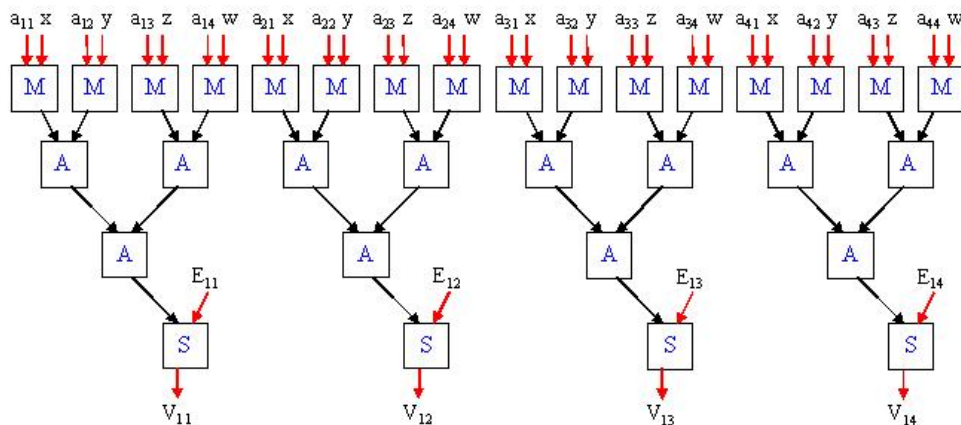 a₁₁ x a₁₂ y a₁₃ z a₁₄ w a₂₁ x a₂₂ y a₂₃ z a₂₄ w a₃₁ x a₃₂ y a₃₃ z a₃₄ w a₄₁ x a₄₂ y a₄₃ z a₄₄ w
M M M M M M M M M M M M M M M M
A A A A A A A A
A A A A
E₁₁ E₁₂ E₁₃ E₁₄
S S S S
V₁₁ V₁₂ V₁₃ V₁₄